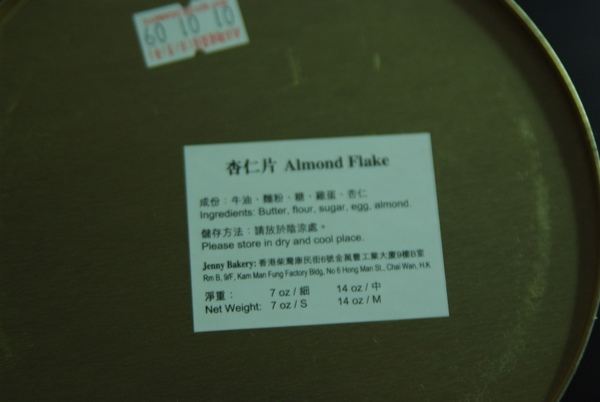 60 01 10
杏仁片 Almond Flake
成份：牛油、麵粉、糖、雞蛋、杏仁
Ingredients: Butter, flour, sugar, egg, almond.
儲存方法：請放於陰涼處。
Please store in dry and cool place.
Jenny Bakery: 香港柴灣康民街6號金萬豐工業大廈9樓B室
Rm B, 9/F, Kam Man Fung Factory Bldg, No 6 Hong Man St., Chai Wan, H.K
淨重： 7 oz / 細 14 oz / 中
Net Weight: 7 oz / S 14 oz / M